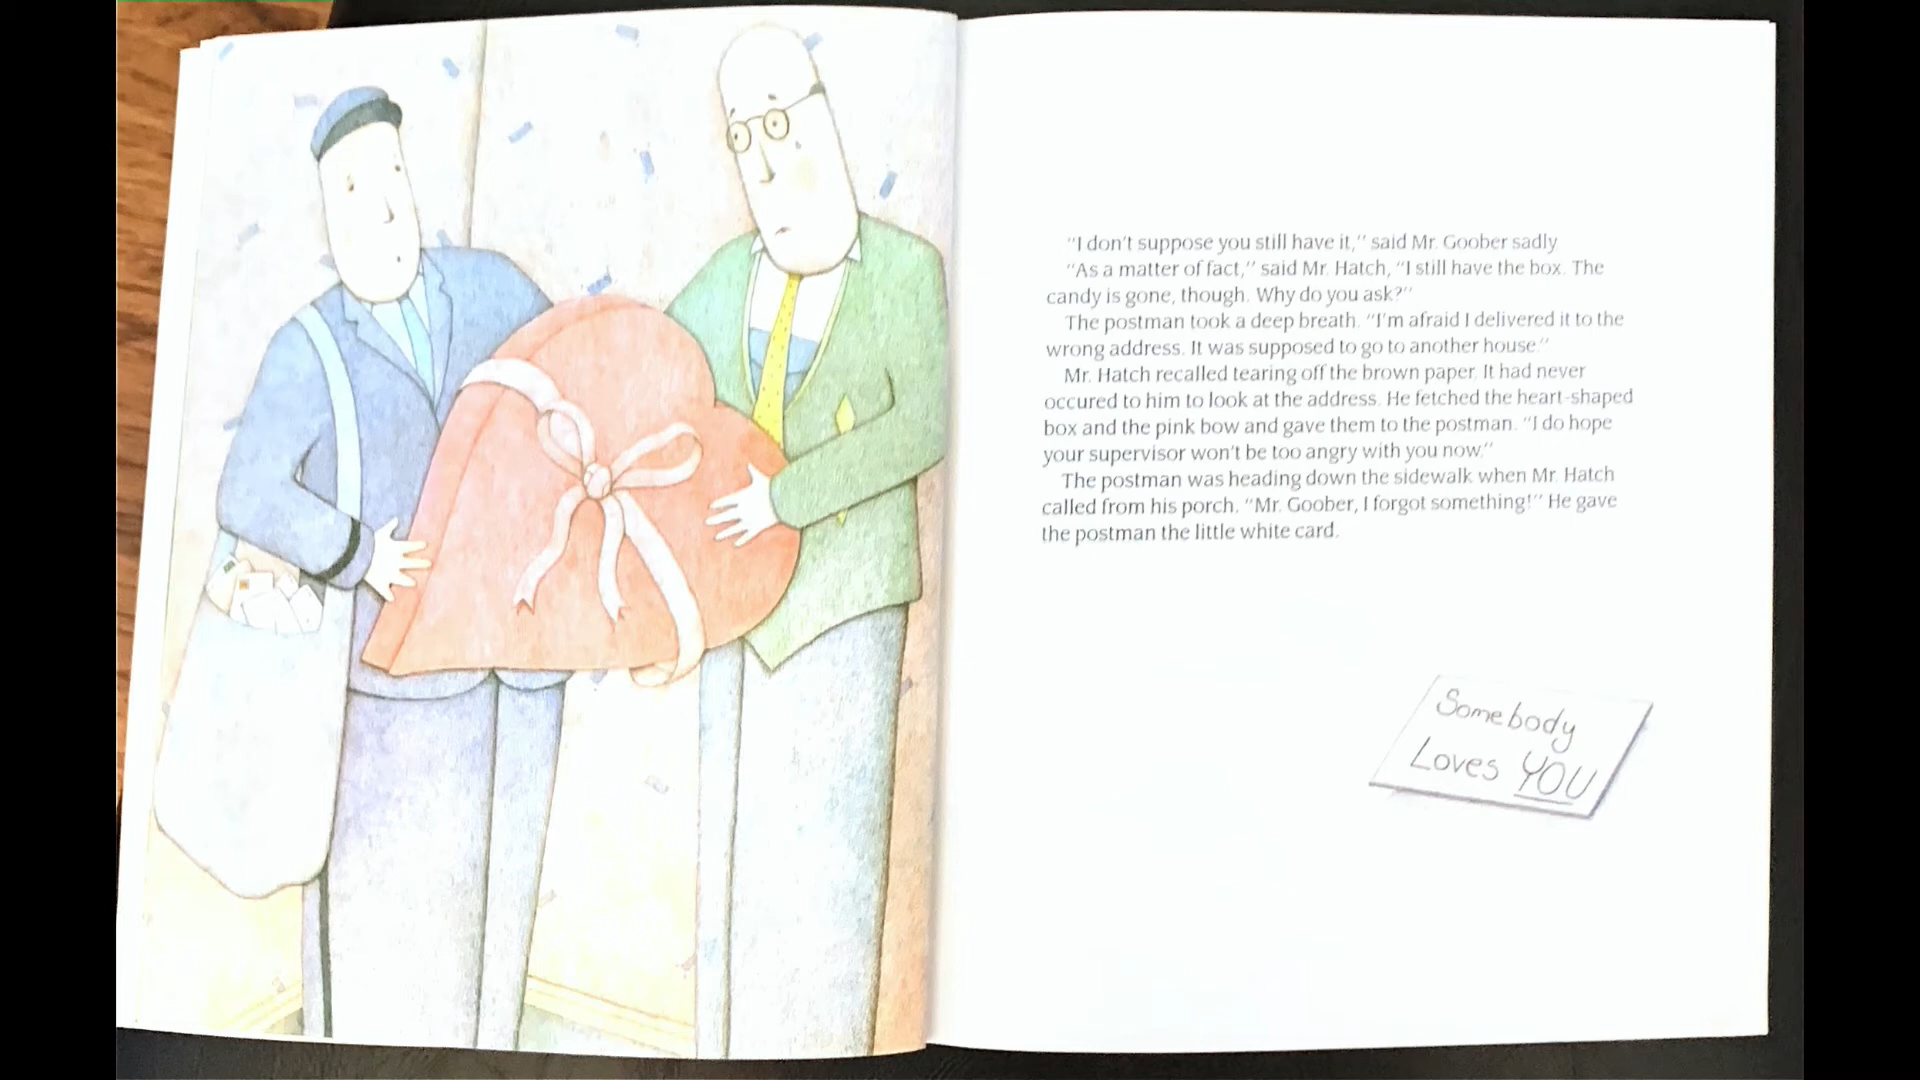 "I don't suppose you still have it," said Mr. Goober sadly
"As a matter of fact," said Mr. Hatch, "I still have the box. The
candy is gone, though. Why do you ask?"
The postman took a deep breath. "I'm afraid I delivered it to the
wrong address. It was supposed to go to another house."
Mr. Hatch recalled tearing off the brown paper. It had never
occured to him to look at the address. He fetched the heart-shaped
box and the pink bow and gave them to the postman. "I do hope
your supervisor won't be too angry with you now."
The postman was heading down the sidewalk when Mr. Hatch
called from his porch. "Mr. Goober, I forgot something!" He gave
the postman the little white card.
Somebody
Loves YOU